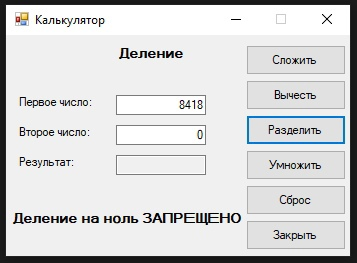 Калькулятор
Деление
Сложить
Вычесть
Первое число: 8418
Второе число: 0
Разделить
Результат:
Умножить
Сброс
Деление на ноль ЗАПРЕЩЕНО
Закрыть